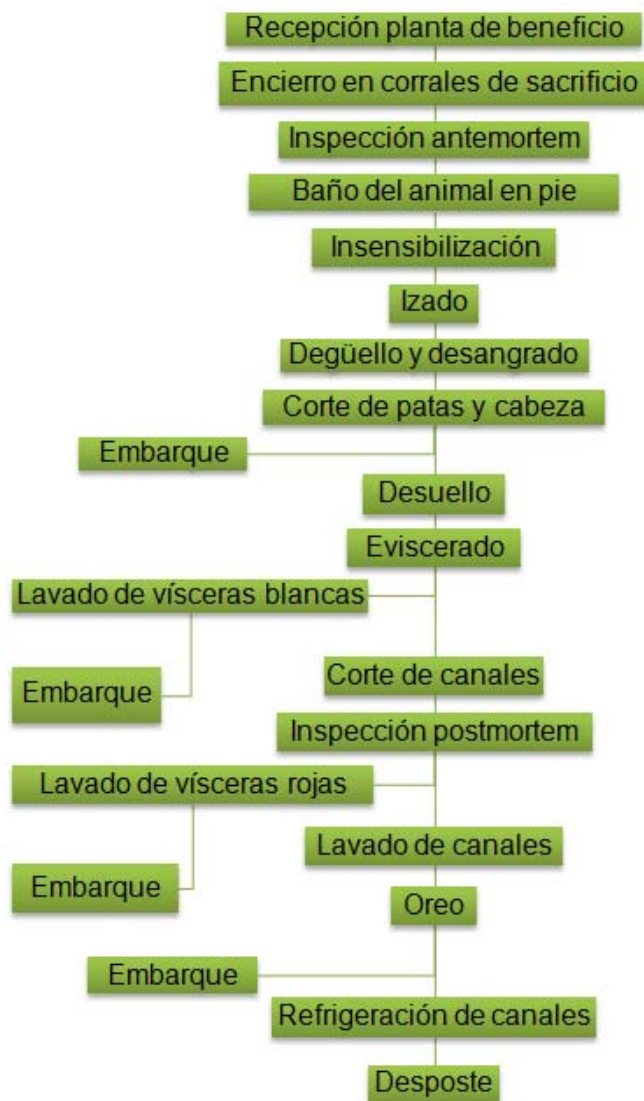 Recepción planta de beneficio
Encierro en corrales de sacrificio
Inspección antemortem
Baño del animal en pie
Insensibilización
Izado
Degüello y desangrado
Corte de patas y cabeza
Embarque
Desuello
Eviscerado
Lavado de vísceras blancas
Embarque
Corte de canales
Inspección postmortem
Lavado de vísceras rojas
Lavado de canales
Embarque
Oreo
Embarque
Refrigeración de canales
Desposte